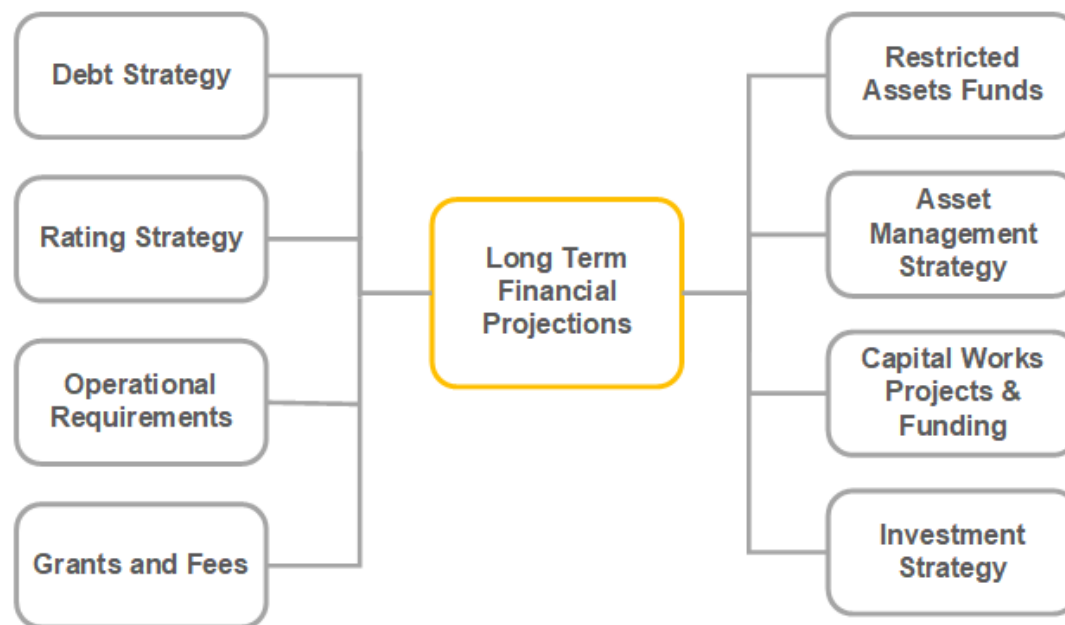 Debt Strategy
Rating Strategy
Operational
Requirements
Grants and Fees
Long Term
Financial
Projections
Restricted
Assets Funds
Asset
Management
Strategy
Capital Works
Projects &
Funding
Investment
Strategy